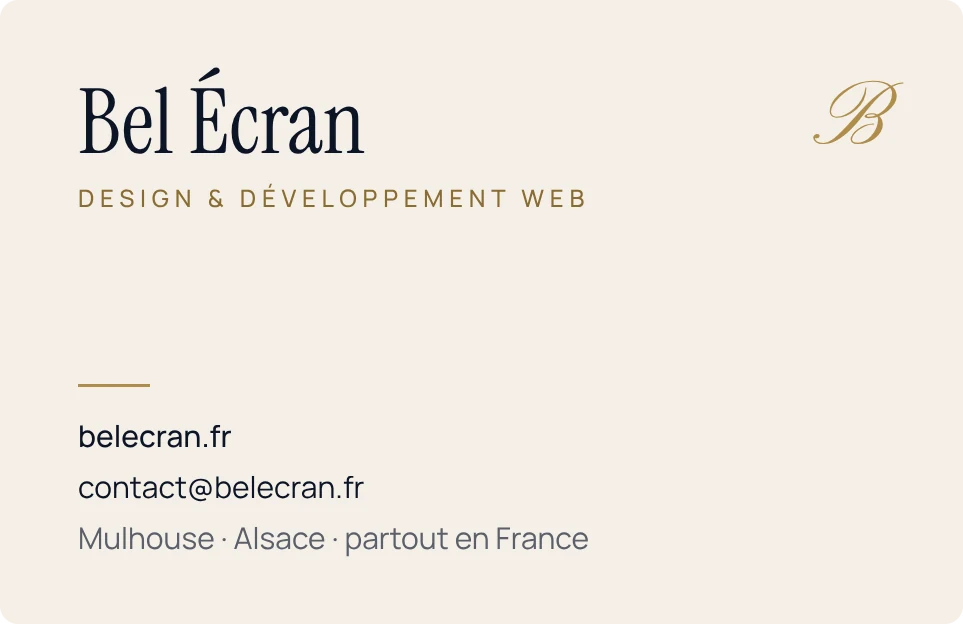 Bel Écran
B
DESIGN & DÉVELOPPEMENT WEB
belecran.fr
contact@belecran.fr
Mulhouse · Alsace · partout en France